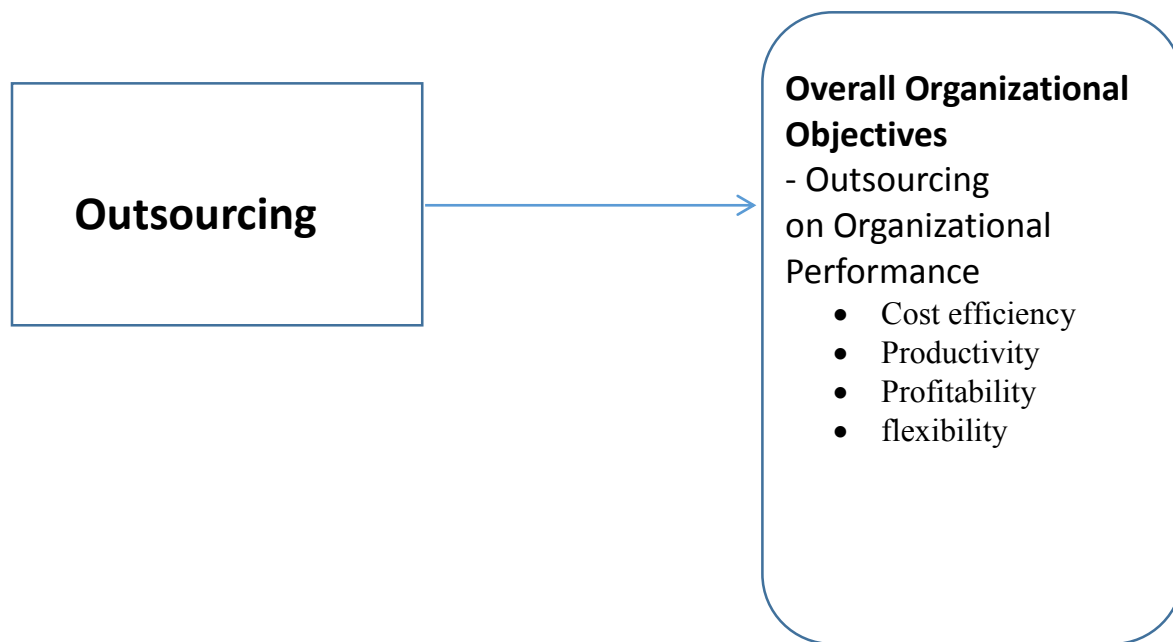 Outsourcing
Overall Organizational
Objectives
- Outsourcing
on Organizational
Performance
• Cost efficiency
• Productivity
• Profitability
• flexibility